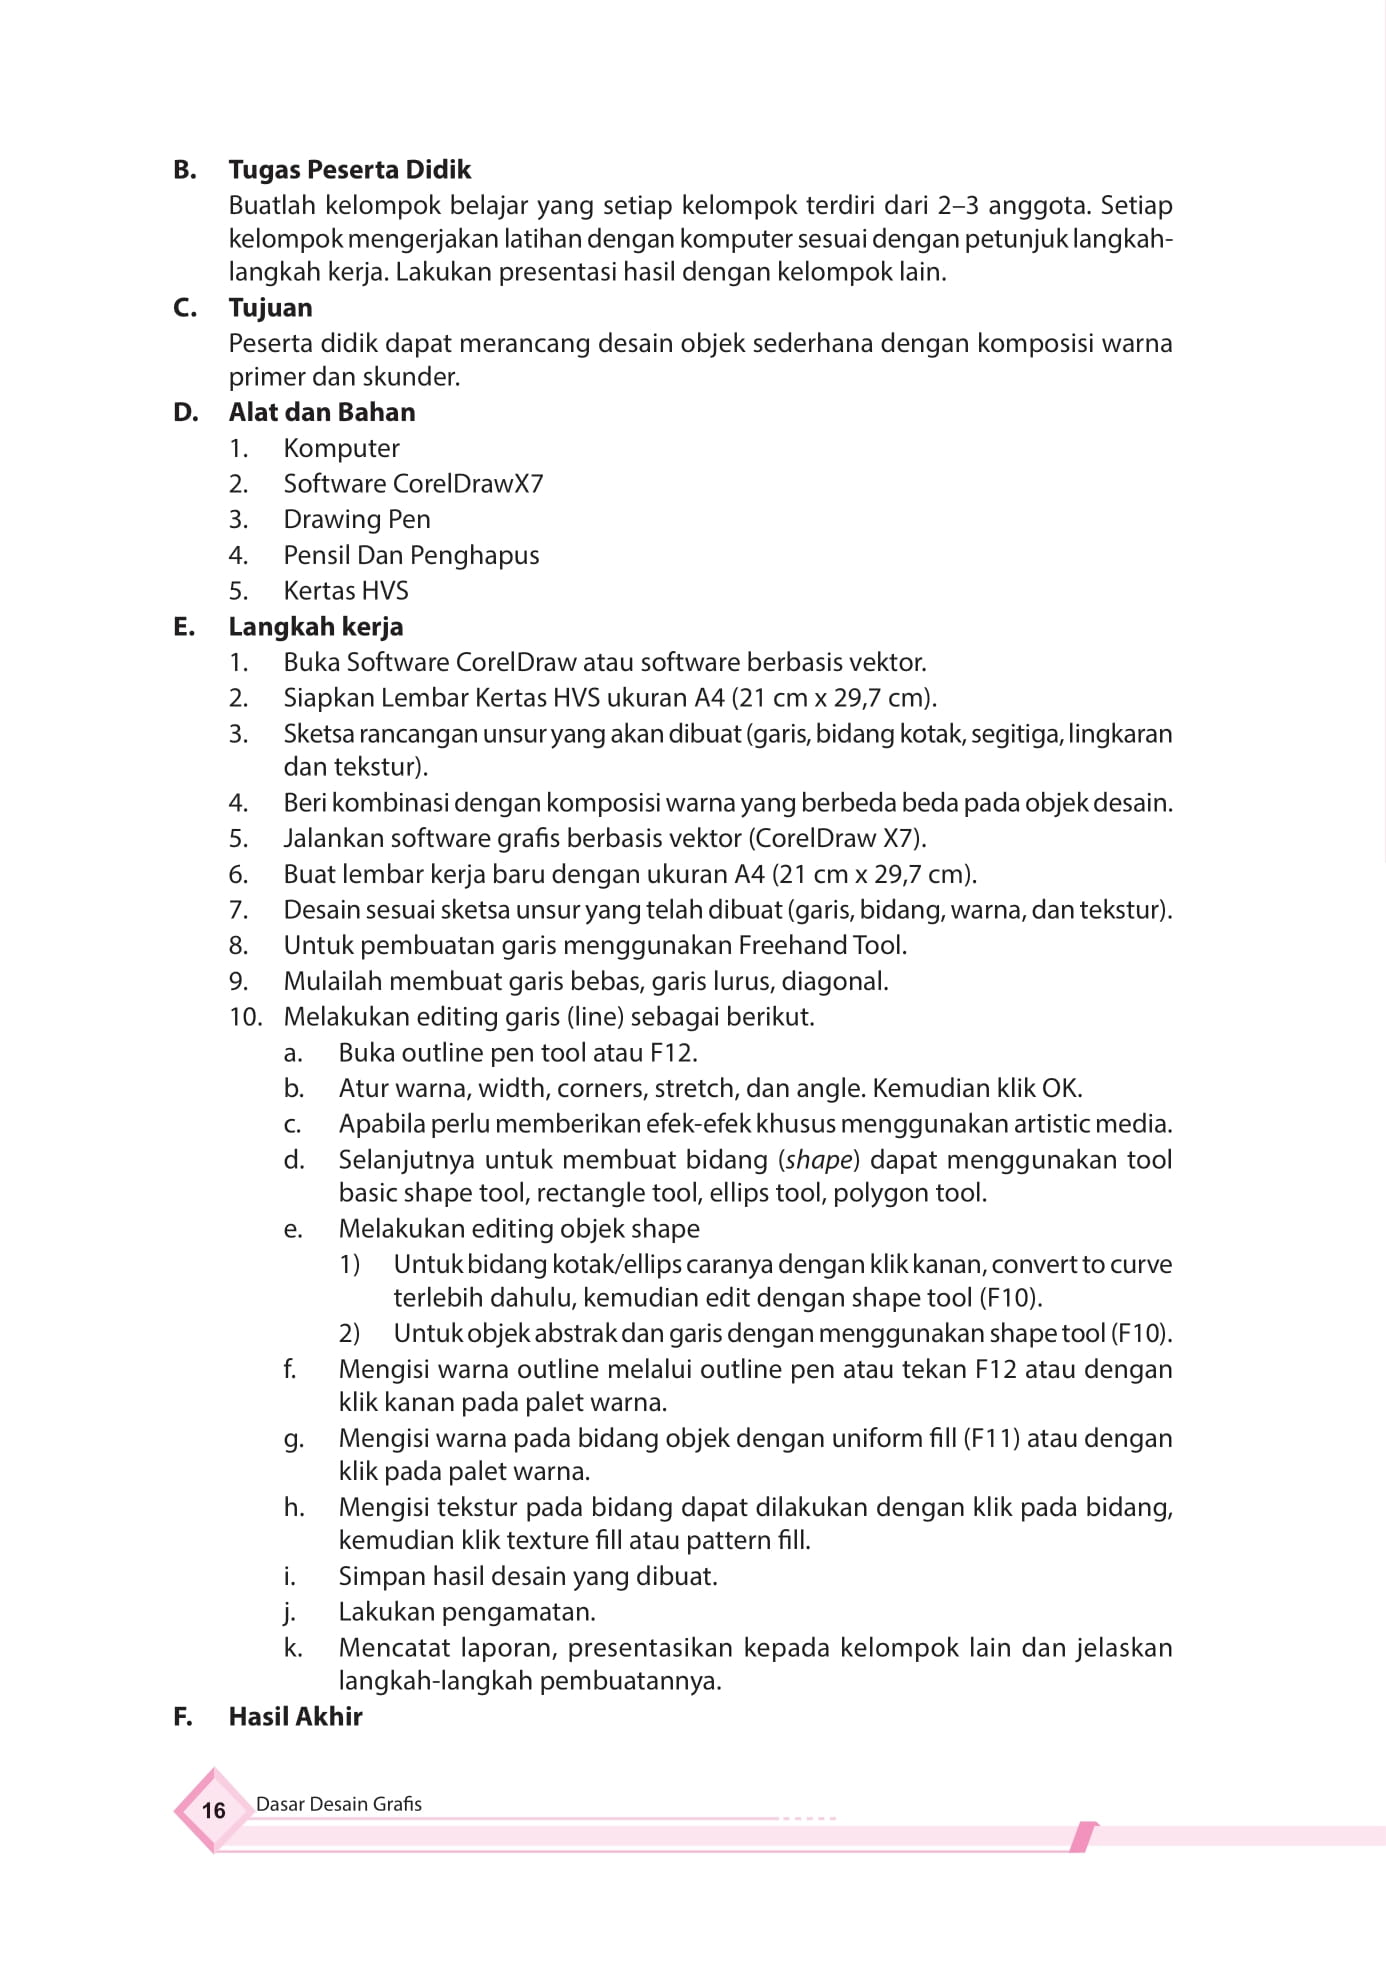 B. Tugas Peserta Didik
Buatlah kelompok belajar yang setiap kelompok terdiri dari 2–3 anggota. Setiap
kelompok mengerjakan latihan dengan komputer sesuai dengan petunjuk langkah-
langkah kerja. Lakukan presentasi hasil dengan kelompok lain.
C. Tujuan
Peserta didik dapat merancang desain objek sederhana dengan komposisi warna
primer dan skunder.
D. Alat dan Bahan
1. Komputer
2. Software CorelDrawX7
3. Drawing Pen
4. Pensil Dan Penghapus
5. Kertas HVS
E. Langkah kerja
1. Buka Software CorelDraw atau software berbasis vektor.
2. Siapkan Lembar Kertas HVS ukuran A4 (21 cm x 29,7 cm).
3. Sketsa rancangan unsur yang akan dibuat (garis, bidang kotak, segitiga, lingkaran
dan tekstur).
4. Beri kombinasi dengan komposisi warna yang berbeda beda pada objek desain.
5. Jalankan software grafis berbasis vektor (CorelDraw X7).
6. Buat lembar kerja baru dengan ukuran A4 (21 cm x 29,7 cm).
7. Desain sesuai sketsa unsur yang telah dibuat (garis, bidang, warna, dan tekstur).
8. Untuk pembuatan garis menggunakan Freehand Tool.
9. Mulailah membuat garis bebas, garis lurus, diagonal.
10. Melakukan editing garis (line) sebagai berikut.
a. Buka outline pen tool atau F12.
b. Atur warna, width, corners, stretch, dan angle. Kemudian klik OK.
c. Apabila perlu memberikan efek-efek khusus menggunakan artistic media.
d. Selanjutnya untuk membuat bidang (shape) dapat menggunakan tool
basic shape tool, rectangle tool, ellips tool, polygon tool.
e. Melakukan editing objek shape
1) Untuk bidang kotak/ellips caranya dengan klik kanan, convert to curve
terlebih dahulu, kemudian edit dengan shape tool (F10).
2) Untuk objek abstrak dan garis dengan menggunakan shape tool (F10).
f. Mengisi warna outline melalui outline pen atau tekan F12 atau dengan
klik kanan pada palet warna.
g. Mengisi warna pada bidang objek dengan uniform fill (F11) atau dengan
klik pada palet warna.
h. Mengisi tekstur pada bidang dapat dilakukan dengan klik pada bidang,
kemudian klik texture fill atau pattern fill.
i. Simpan hasil desain yang dibuat.
j. Lakukan pengamatan.
k. Mencatat laporan, presentasikan kepada kelompok lain dan jelaskan
langkah-langkah pembuatannya.
F. Hasil Akhir
16 Dasar Desain Grafis